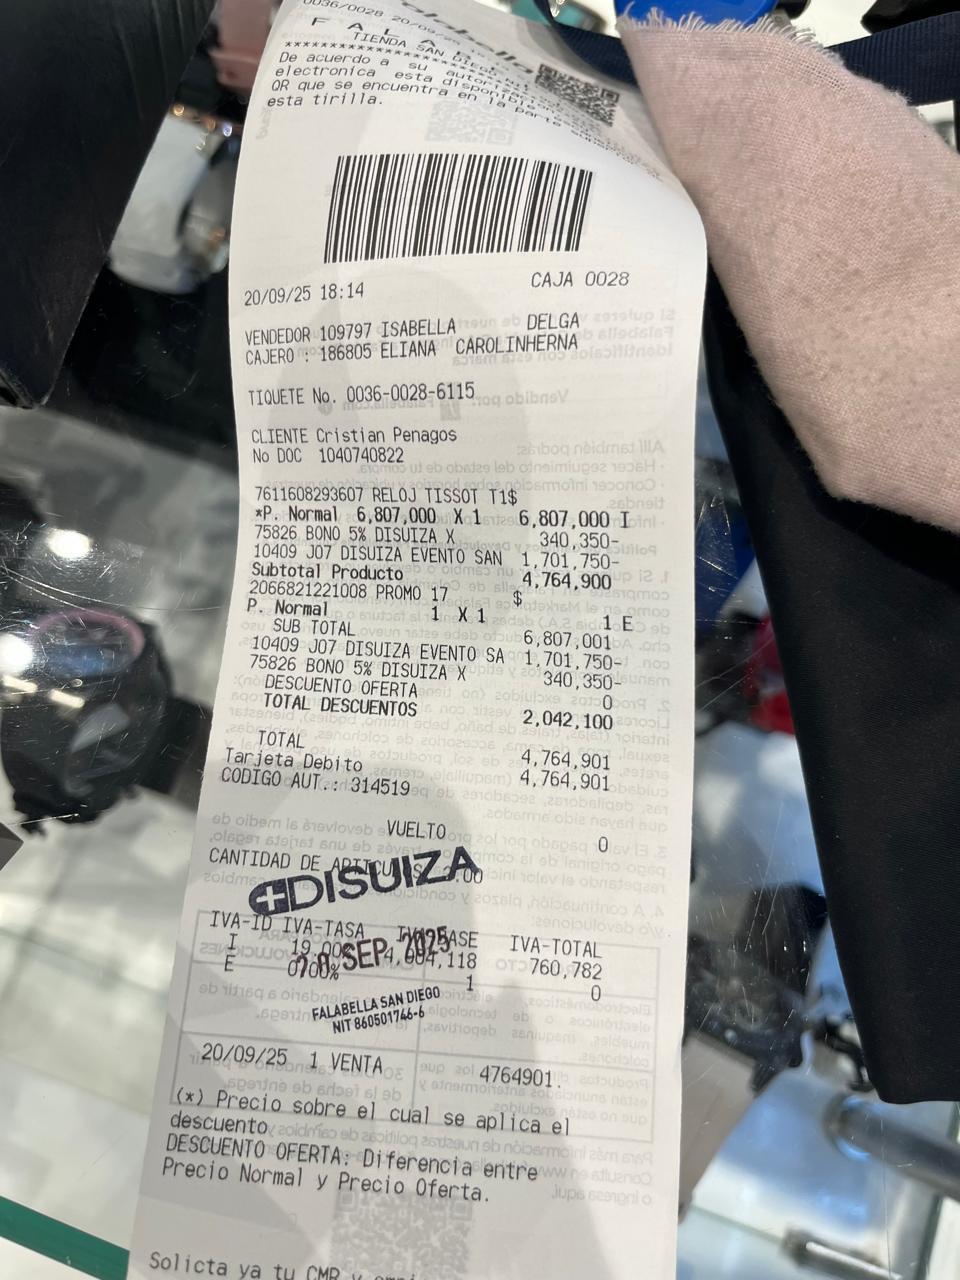 0036/0028 20/09/25
F A L A
TIENDA SAN DIEGO NIT
************************
De acuerdo a su
electronica esta disponible
QR que se encuentra en la parte
esta tirilla.
20/09/25 18:14 CAJA 0028
VENDEDOR 109797 ISABELLA DELGA
CAJERO : 186805 ELIANA CAROLINHERNA
TIQUETE No. 0036-0028-6115
CLIENTE Cristian Penagos
No DOC 1040740822
7611608293607 RELOJ TISSOT T1$
*P. Normal 6,807,000 X 1 6,807,000 I
75826 BONO 5% DISUIZA X 340,350-
10409 J07 DISUIZA EVENTO SAN 1,701,750-
Subtotal Producto 4,764,900
2066821221008 PROMO 17 $
P. Normal 1 X 1 1 E
SUB TOTAL 6,807,001
10409 J07 DISUIZA EVENTO SA 1,701,750-
75826 BONO 5% DISUIZA X 340,350-
DESCUENTO OFERTA 0
TOTAL DESCUENTOS 2,042,100
TOTAL 4,764,901
Tarjeta Debito 4,764,901
CODIGO AUT.: 314519
VUELTO 0
CANTIDAD DE
DISUIZA
IVA-ID IVA-TASA IVA-BASE IVA-TOTAL
I 19.00% 4,004,118 760,782
E 0.00% 1 0
20 SEP 2025
FALABELLA SAN DIEGO
NIT 860501746-6
20/09/25 1 VENTA 4764901.
(*) Precio sobre el cual se aplica el
descuento
DESCUENTO OFERTA: Diferencia entre
Precio Normal y Precio Oferta.
Solicta ya tu CMR y